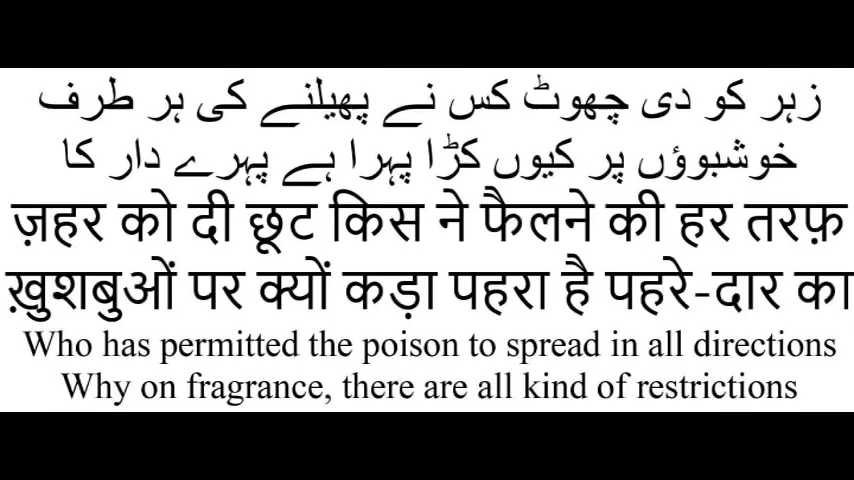 زہر کو دی چھوٹ کس نے پھیلنے کی ہر طرف
خوشبوؤں پر کیوں کڑا پہرا ہے پہرے دار کا
ज़हर को दी छूट किस ने फैलने की हर तरफ़
ख़ुशबुओं पर क्यों कड़ा पहरा है पहरे-दार का
Who has permitted the poison to spread in all directions
Why on fragrance, there are all kind of restrictions